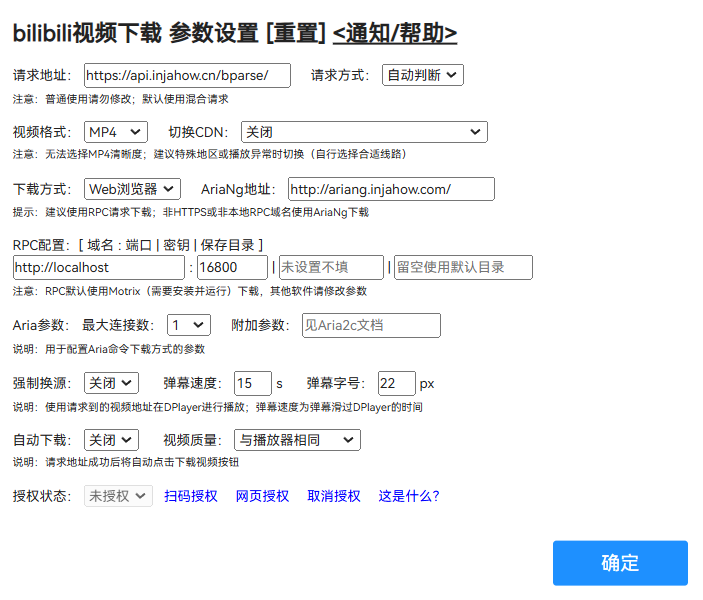 bilibili视频下载 参数设置 [重置] <通知/帮助>
请求地址： https://api.injahow.cn/bparse/ 请求方式： 自动判断
注意：普通使用请勿修改；默认使用混合请求
视频格式： MP4 切换CDN： 关闭
注意：无法选择MP4清晰度；建议特殊地区或播放异常时切换（自行选择合适线路）
下载方式： Web浏览器 AriaNg地址： http://ariang.injahow.com/
提示：建议使用RPC请求下载；非HTTPS或非本地RPC域名使用AriaNg下载
RPC配置：[ 域名 : 端口 | 密钥 | 保存目录 ]
http://localhost : 16800 | 未设置不填 | 留空使用默认目录
注意：RPC默认使用Motrix（需要安装并运行）下载，其他软件请修改参数
Aria参数： 最大连接数： 1 附加参数： 见Aria2c文档
说明：用于配置Aria命令下载方式的参数
强制换源： 关闭 弹幕速度： 15 s 弹幕字号： 22 px
说明：使用请求到的视频地址在DPlayer进行播放；弹幕速度为弹幕滑过DPlayer的时间
自动下载： 关闭 视频质量： 与播放器相同
说明：请求地址成功后将自动点击下载视频按钮
授权状态： 未授权 扫码授权 网页授权 取消授权 这是什么？
确定